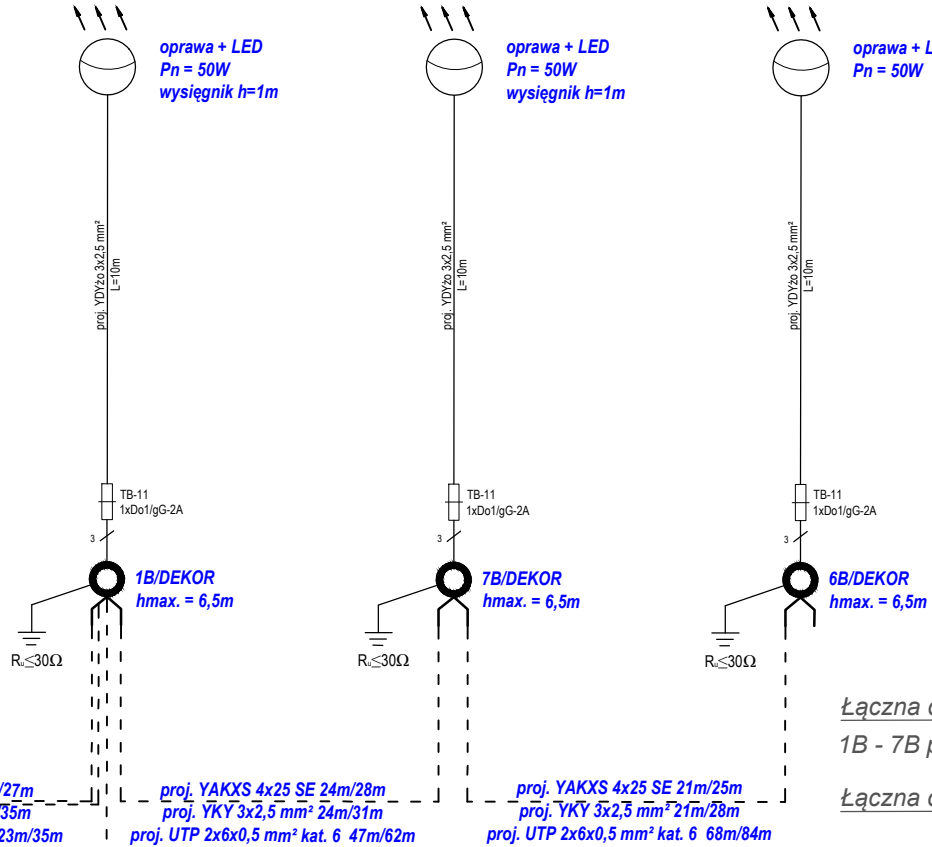 oprawa + LED
Pn = 50W
wysięgnik h=1m
oprawa + LED
Pn = 50W
wysięgnik h=1m
oprawa + L
Pn = 50W
proj. YDYżo 3x2,5 mm²
L=10m
proj. YDYżo 3x2,5 mm²
L=10m
proj. YDYżo 3x2,5 mm²
L=10m
TB-11
1xDo1/gG-2A
TB-11
1xDo1/gG-2A
TB-11
1xDo1/gG-2A
3
3
3
1B/DEKOR
hmax. = 6,5m
7B/DEKOR
hmax. = 6,5m
6B/DEKOR
hmax. = 6,5m
Ru≤30Ω
Ru≤30Ω
Ru≤30Ω
Łączna
1B - 7B p
Łączna
/27m
/35m
23m/35m
proj. YAKXS 4x25 SE 24m/28m
proj. YKY 3x2,5 mm² 24m/31m
proj. UTP 2x6x0,5 mm² kat. 6 47m/62m
proj. YAKXS 4x25 SE 21m/25m
proj. YKY 3x2,5 mm² 21m/28m
proj. UTP 2x6x0,5 mm² kat. 6 68m/84m